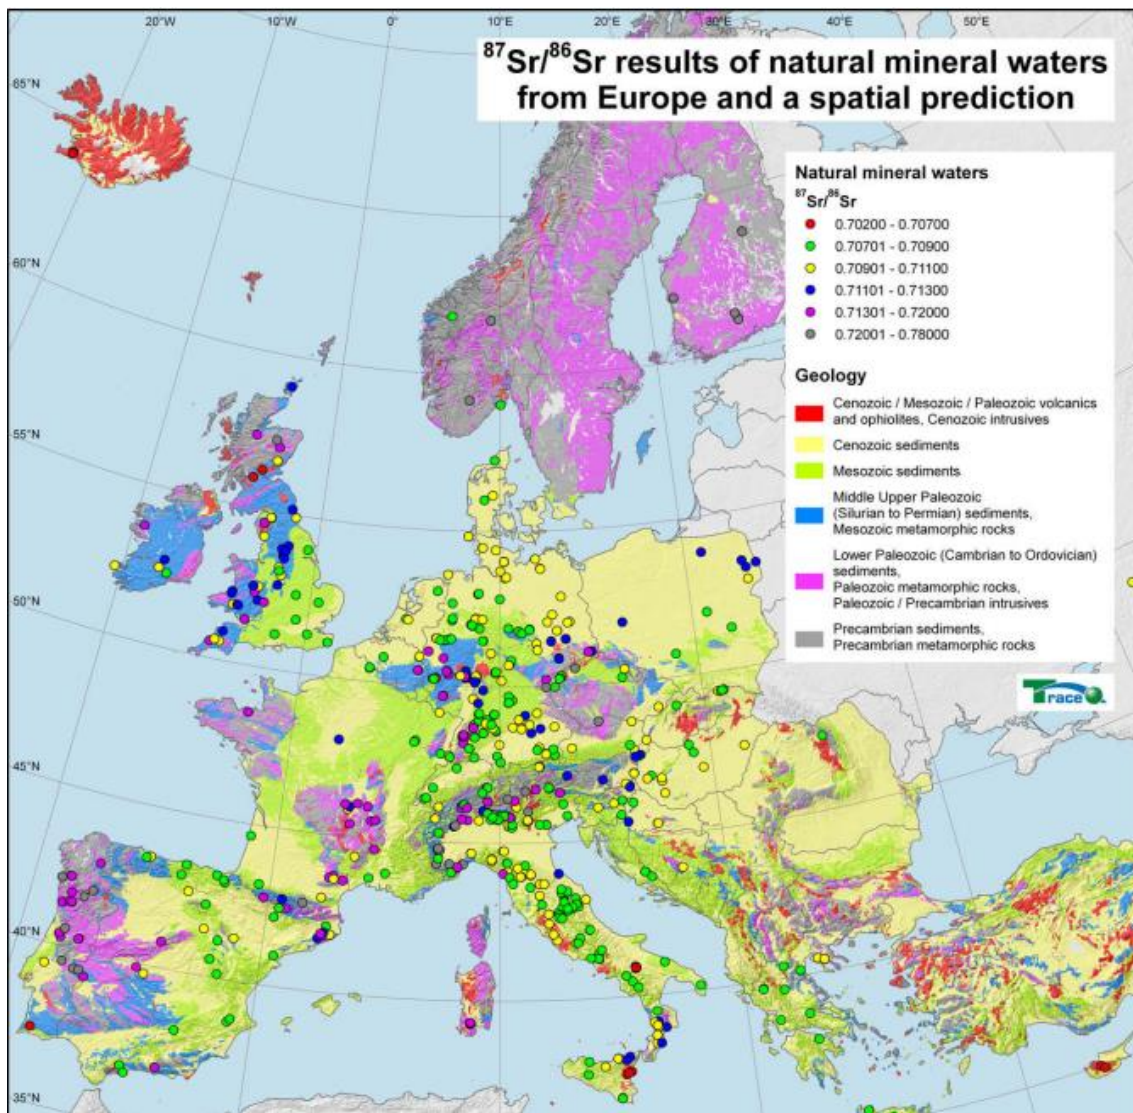 20°W 10°W 0°E 10°E 20°E 30°E 40°E 50°E
65°N
60°N
55°N
50°N
45°N
40°N
35°N
⁸⁷Sr/⁸⁶Sr results of natural mineral waters
from Europe and a spatial prediction
Natural mineral waters
⁸⁷Sr/⁸⁶Sr
0.70200 - 0.70700
0.70701 - 0.70900
0.70901 - 0.71100
0.71101 - 0.71300
0.71301 - 0.72000
0.72001 - 0.78000
Geology
Cenozoic / Mesozoic / Paleozoic volcanics
and ophiolites, Cenozoic intrusives
Cenozoic sediments
Mesozoic sediments
Middle Upper Paleozoic
(Silurian to Permian) sediments,
Mesozoic metamorphic rocks
Lower Paleozoic (Cambrian to Ordovician)
sediments,
Paleozoic metamorphic rocks,
Paleozoic / Precambrian intrusives
Precambrian sediments,
Precambrian metamorphic rocks
Trace